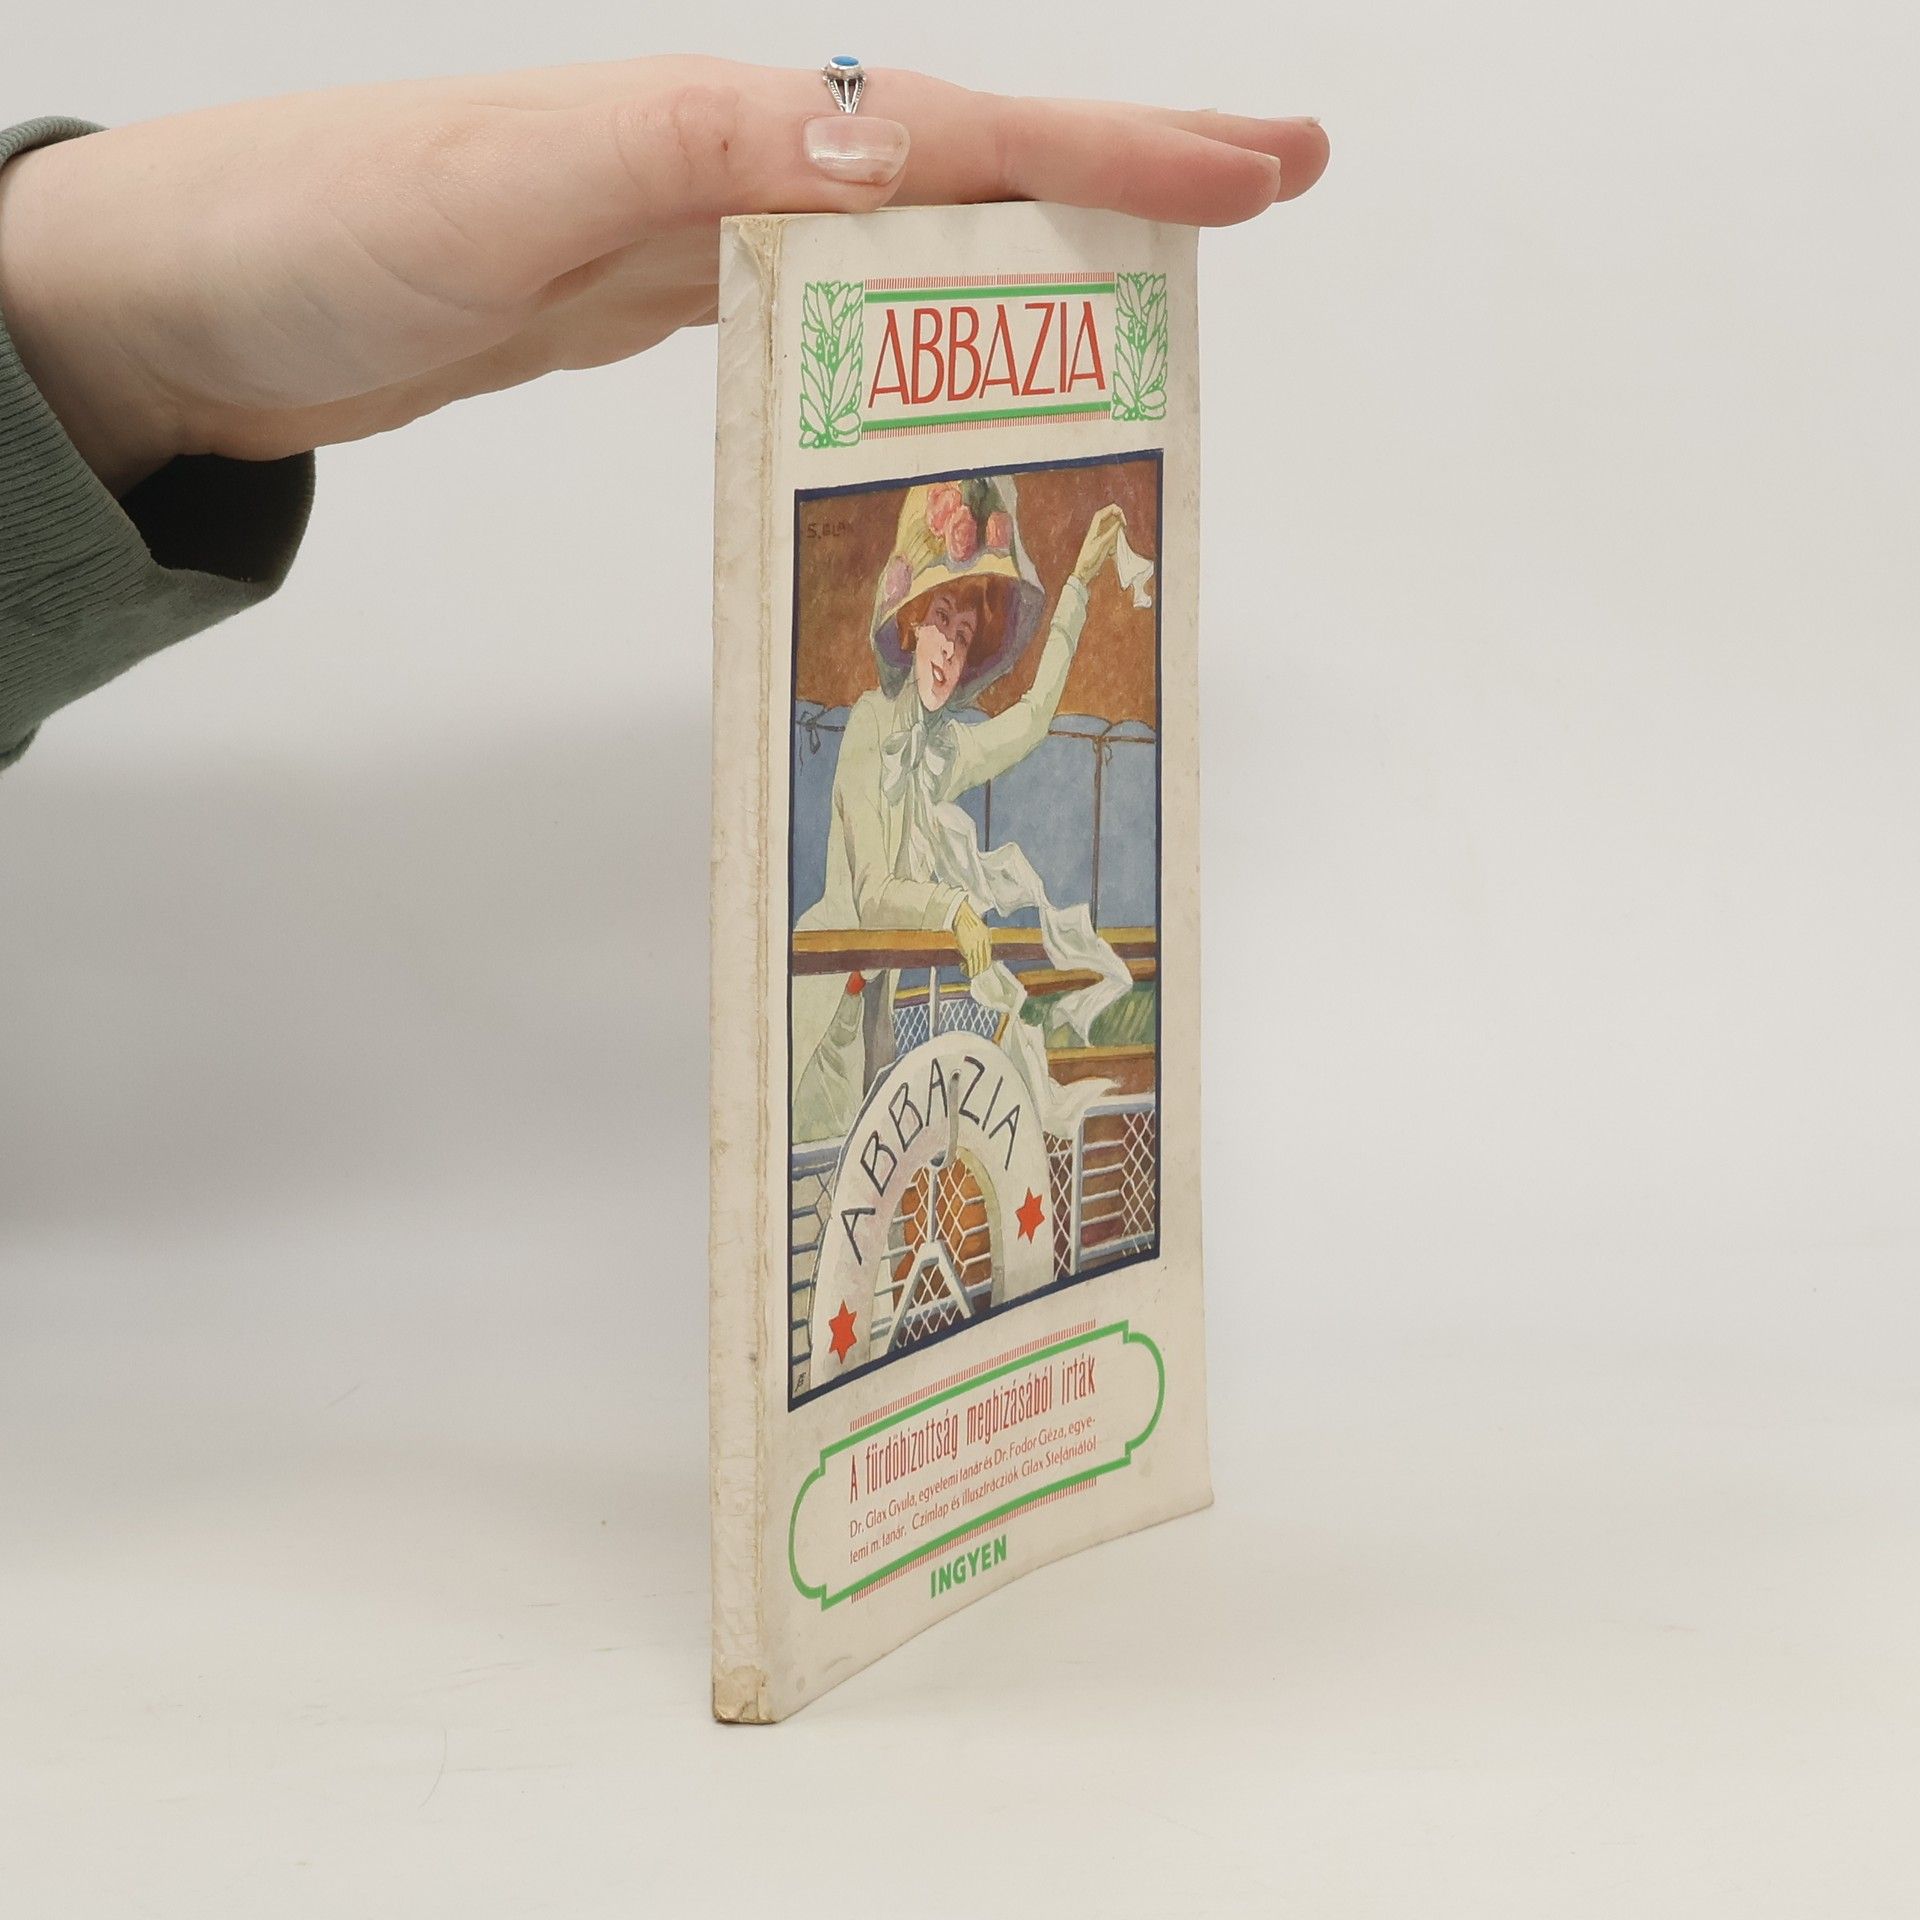 ABBAZIA
S. GLAX
ABBAZIA
A fürdőbizottság megbizásából irták
Dr. Glax Gyula, egyetemi tanár és Dr. Fodor Géza, egye-
temi m. tanár. Czimlap és illusztrácziók Glax Stefániától
INGYEN